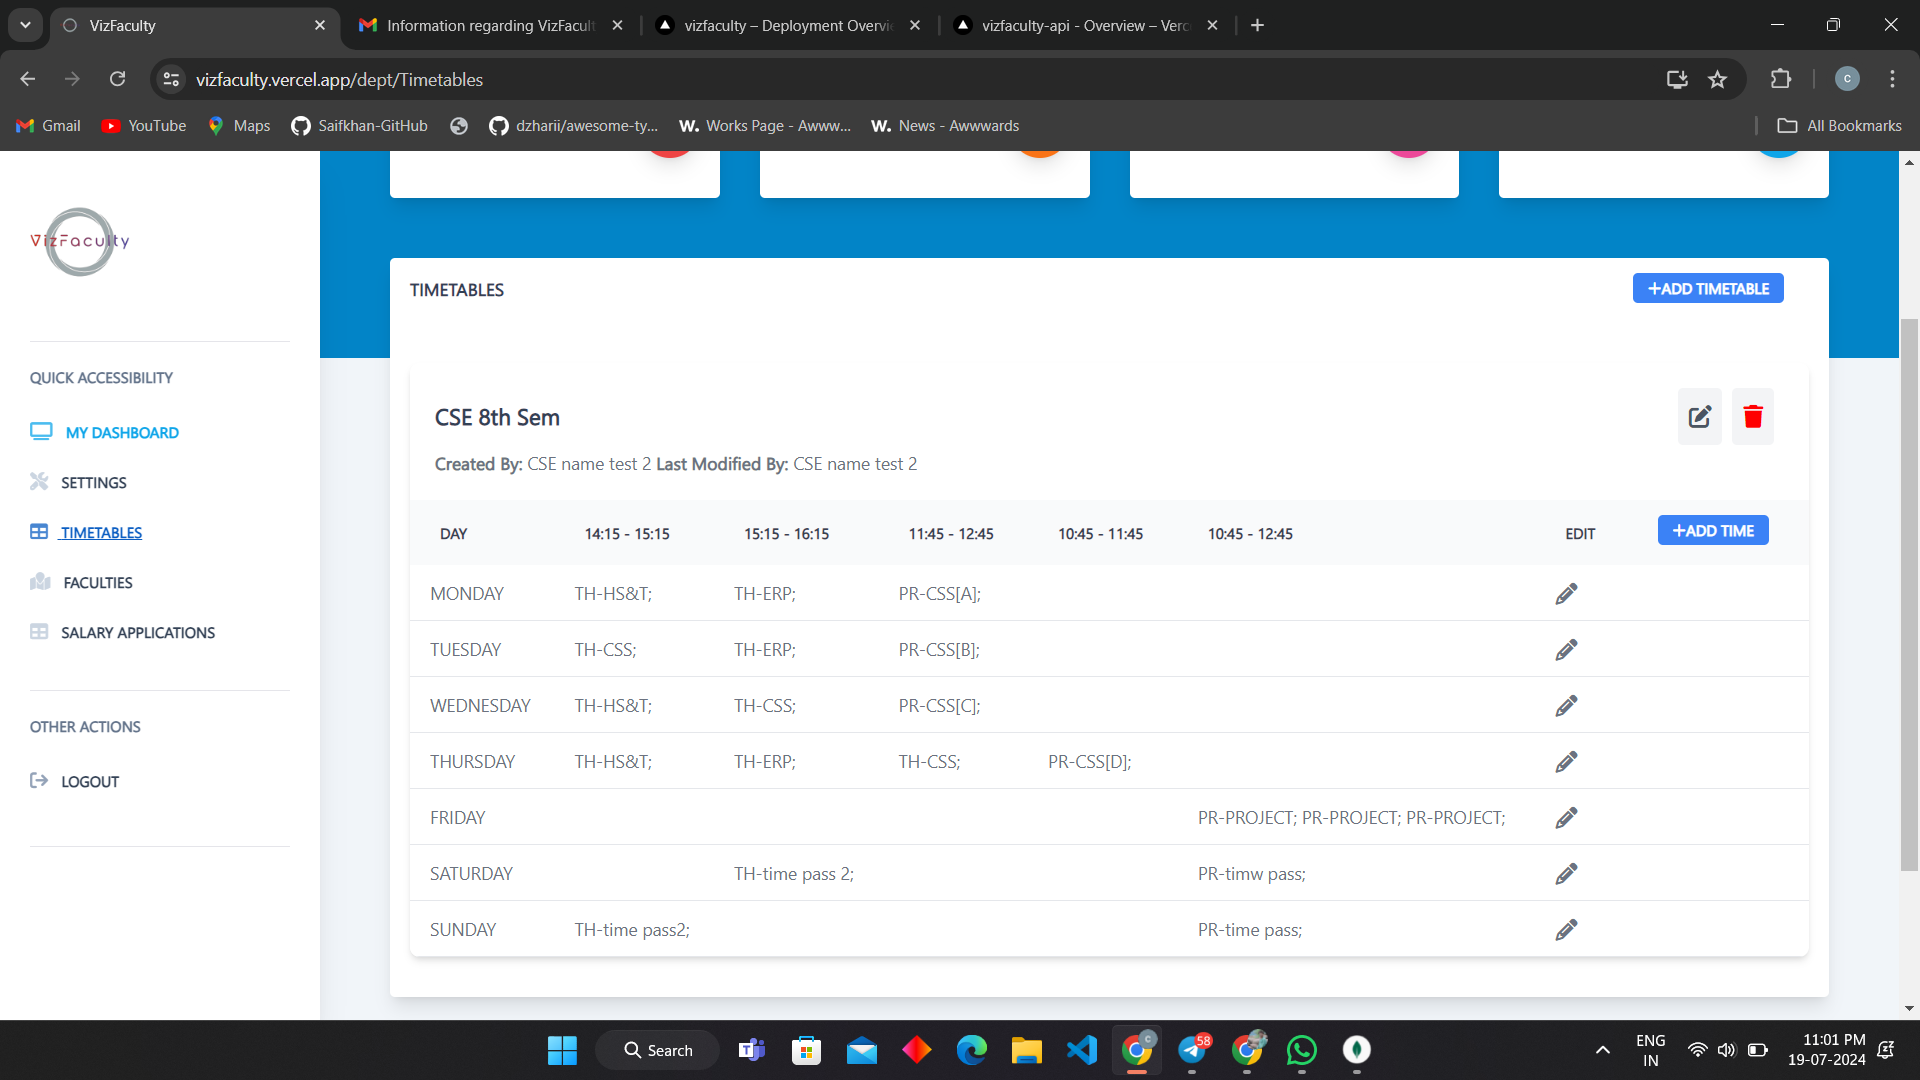 VizFaculty
Information regarding VizFacult
vizfaculty – Deployment Overvie
vizfaculty-api - Overview – Verc
vizfaculty.vercel.app/dept/Timetables
C
Gmail
YouTube
Maps
Saifkhan-GitHub
dzharii/awesome-ty...
W. Works Page - Awww...
W. News - Awwwards
All Bookmarks
VizFaculty
QUICK ACCESSIBILITY
MY DASHBOARD
SETTINGS
TIMETABLES
FACULTIES
SALARY APPLICATIONS
OTHER ACTIONS
LOGOUT
TIMETABLES
+ADD TIMETABLE
CSE 8th Sem
Created By: CSE name test 2 Last Modified By: CSE name test 2
DAY 14:15 - 15:15 15:15 - 16:15 11:45 - 12:45 10:45 - 11:45 10:45 - 12:45 EDIT +ADD TIME
MONDAY TH-HS&T; TH-ERP; PR-CSS[A];
TUESDAY TH-CSS; TH-ERP; PR-CSS[B];
WEDNESDAY TH-HS&T; TH-CSS; PR-CSS[C];
THURSDAY TH-HS&T; TH-ERP; TH-CSS; PR-CSS[D];
FRIDAY PR-PROJECT; PR-PROJECT; PR-PROJECT;
SATURDAY TH-time pass 2; PR-timw pass;
SUNDAY TH-time pass2; PR-time pass;
Search
58
ENG
IN
11:01 PM
19-07-2024